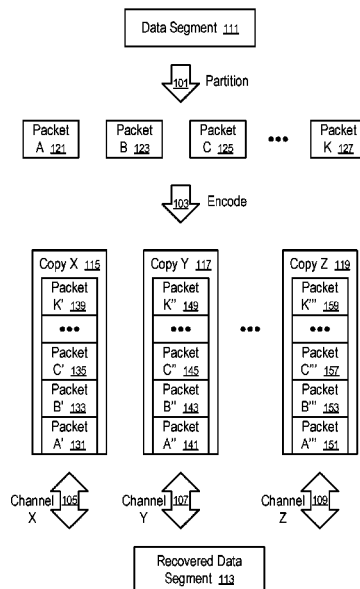 Data Segment 111
101 Partition
Packet A 121
Packet B 123
Packet C 125
•••
Packet K 127
103 Encode
Copy X 115
Packet K' 139
•••
Packet C' 135
Packet B' 133
Packet A' 131
Copy Y 117
Packet K'' 149
•••
Packet C'' 145
Packet B'' 143
Packet A'' 141
•••
Copy Z 119
Packet K''' 159
•••
Packet C''' 157
Packet B''' 153
Packet A''' 151
Channel X 105
Channel Y 107
Channel Z 109
•••
Recovered Data
Segment 113